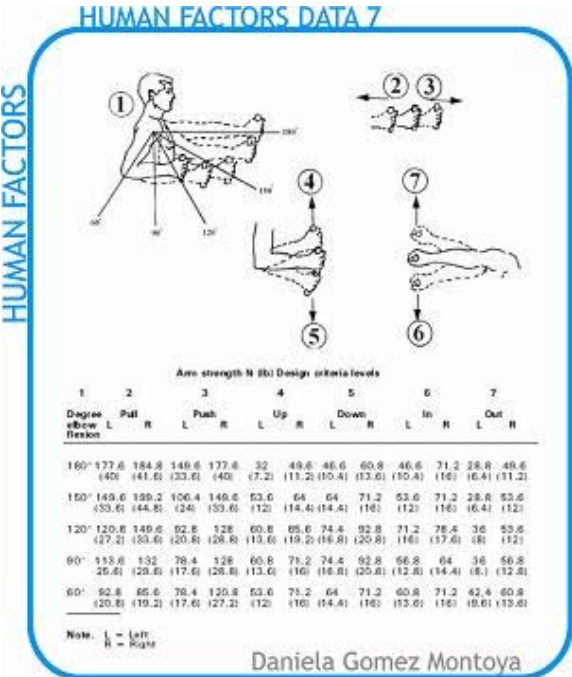 HUMAN FACTORS DATA 7
HUMAN FACTORS
1
2 3
180°
150°
60° 90° 120°
4 7
5 6
Arm strength N (lb) Design criteria levels
1 2 3 4 5 6 7
Degree Pull Push Up Down In Out
elbow L R L R L R L R L R L R
flexion
180° 177.6 184.8 149.6 177.6 32 49.6 46.6 60.8 46.6 71.2 28.8 49.6
(40) (41.6) (33.6) (40) (7.2) (11.2) (10.4) (13.6) (10.4) (16) (6.4) (11.2)
150° 149.6 199.2 106.4 149.6 53.6 64 64 71.2 53.6 71.2 28.8 53.6
(33.6) (44.8) (24) (33.6) (12) (14.4) (14.4) (16) (12) (16) (6.4) (12)
120° 120.8 149.6 92.8 128 60.8 85.6 74.4 92.8 71.2 78.4 36 53.6
(27.2) (33.6) (20.8) (28.8) (13.6) (19.2) (16.8) (20.8) (16) (17.6) (8) (12)
90° 113.6 132 78.4 128 60.8 71.2 74.4 92.8 56.8 64 36 56.8
25.6) (29.6) (17.6) (28.8) (13.6) (16) (16.8) (20.8) (12.8) (14.4) (8.) (12.8)
60° 92.8 85.6 78.4 120.8 53.6 71.2 64 71.2 60.8 71.2 42.4 60.8
(20.8) (19.2) (17.6) (27.2) (12) (16) (14.4) (16) (13.6) (16) (9.6) (13.6)
Note. L = Left
R = Right
Daniela Gomez Montoya